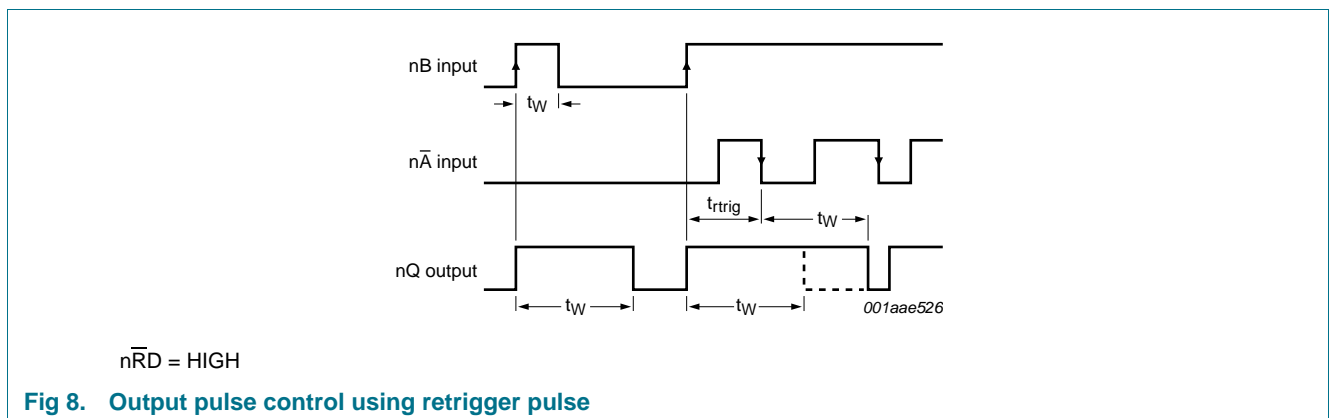 nB input
tW
nA̅ input
trtrig
tW
nQ output
tW
tW
001aae526
nR̅D = HIGH
Fig 8. Output pulse control using retrigger pulse